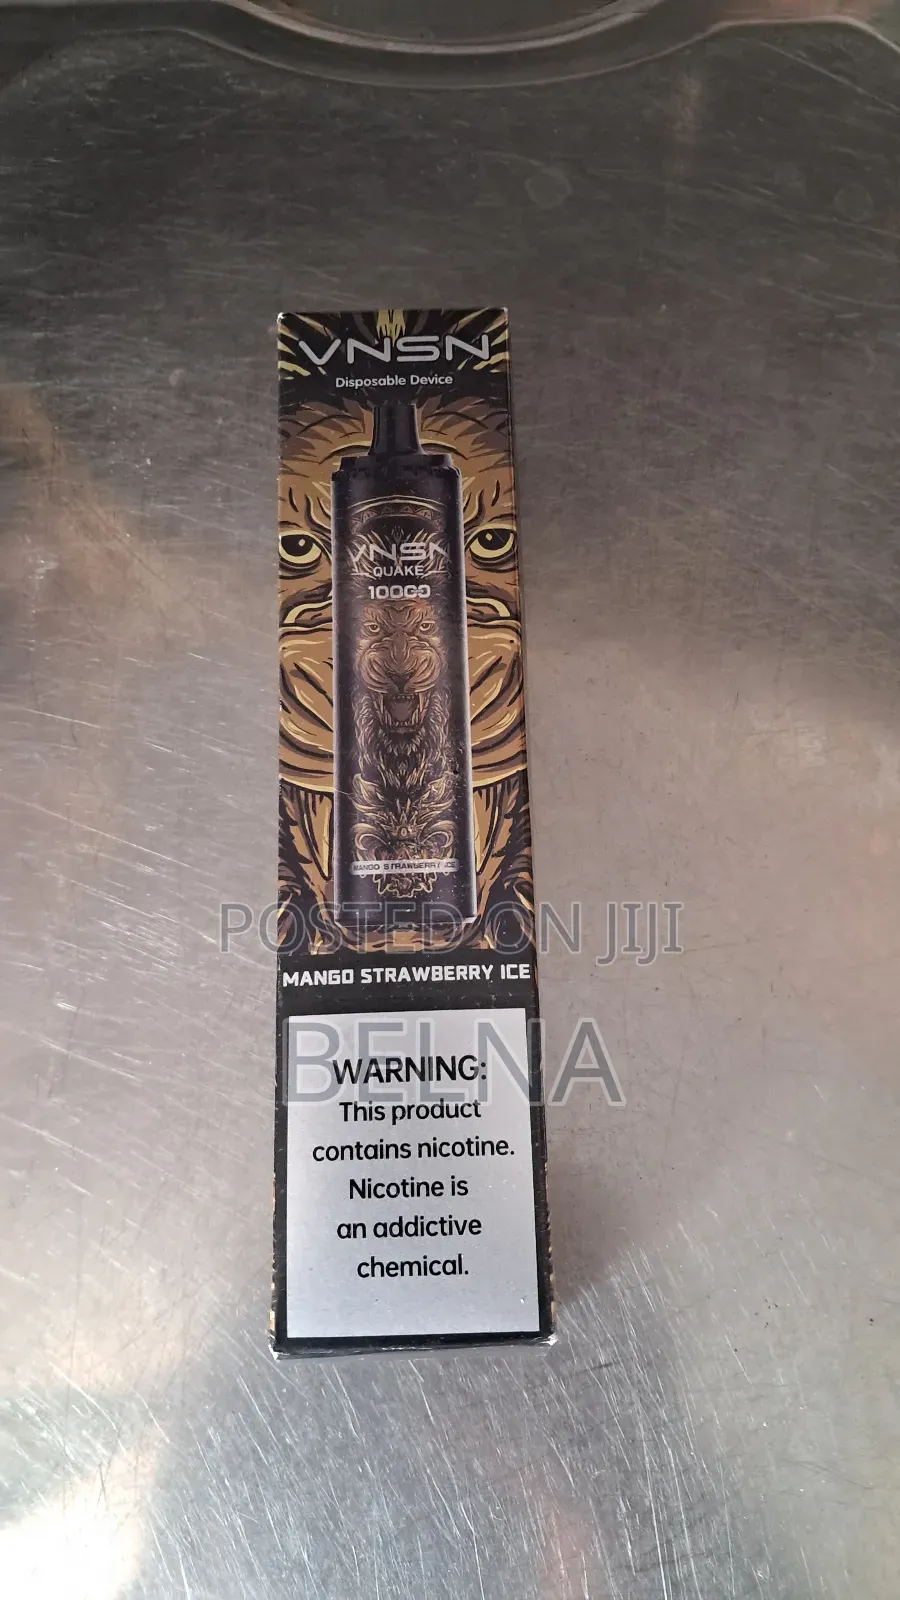 VNSN
Disposable Device
VNSN
QUAKE
10000
MANGO STRAWBERRY ICE
POSTED ON JIJI
MANGO STRAWBERRY ICE
BELNA
WARNING:
This product
contains nicotine.
Nicotine is
an addictive
chemical.